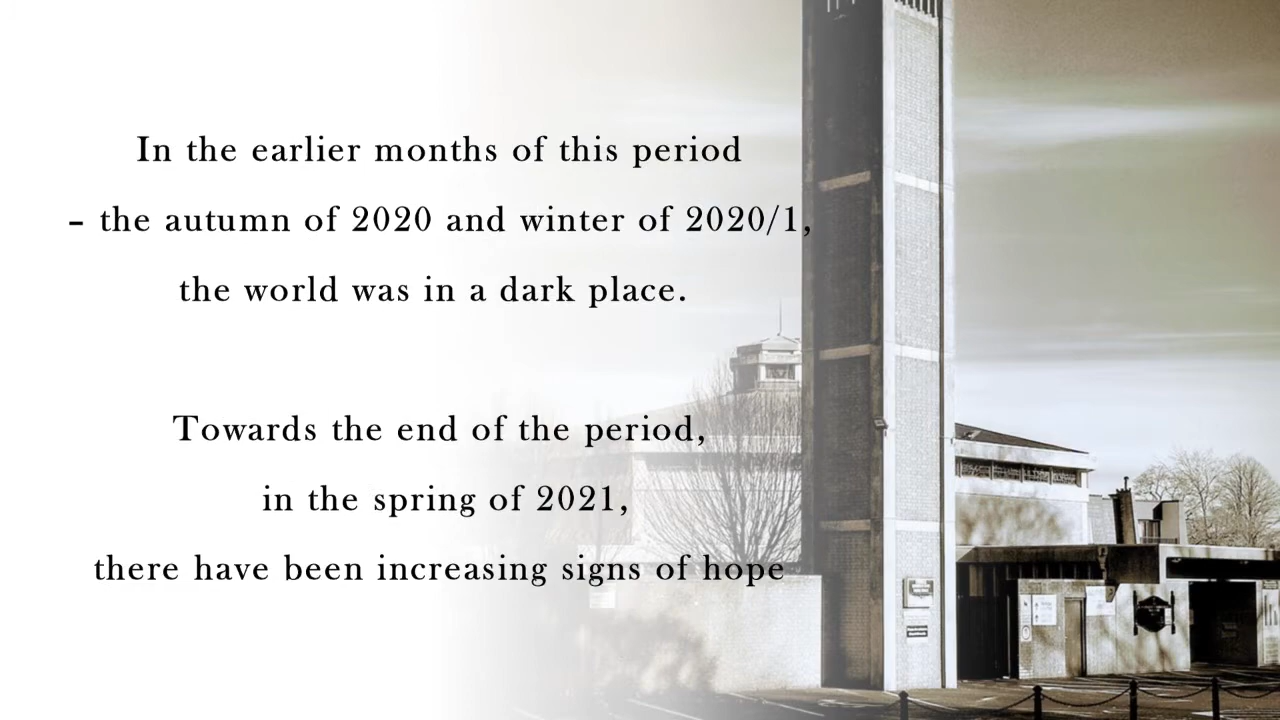 In the earlier months of this period
– the autumn of 2020 and winter of 2020/1,
the world was in a dark place.
Towards the end of the period,
in the spring of 2021,
there have been increasing signs of hope